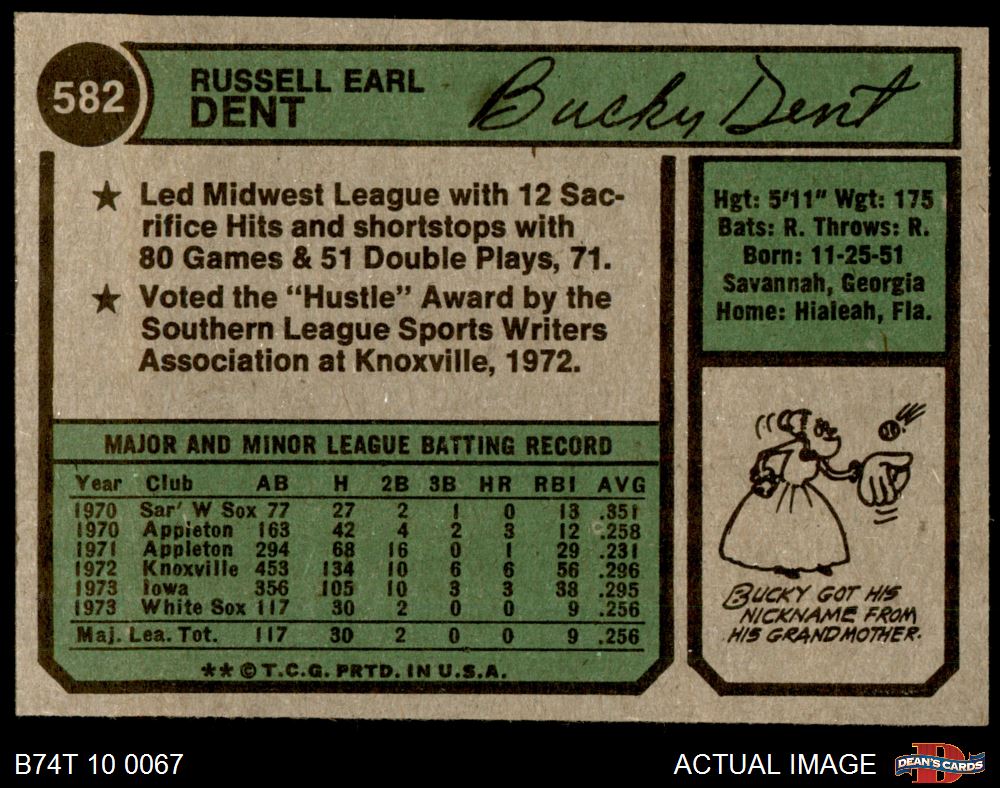 582
RUSSELL EARL
DENT
Bucky Dent
★ Led Midwest League with 12 Sac-
rifice Hits and shortstops with
80 Games & 51 Double Plays, 71.
★ Voted the "Hustle" Award by the
Southern League Sports Writers
Association at Knoxville, 1972.
Hgt: 5'11" Wgt: 175
Bats: R. Throws: R.
Born: 11-25-51
Savannah, Georgia
Home: Hialeah, Fla.
MAJOR AND MINOR LEAGUE BATTING RECORD
Year Club AB H 2B 3B HR RBI AVG
1970 Sar' W Sox 77 27 2 1 0 13 .351
1970 Appleton 163 42 4 2 3 12 .258
1971 Appleton 294 68 16 0 1 29 .231
1972 Knoxville 453 134 10 6 6 56 .296
1973 Iowa 356 105 10 3 3 38 .295
1973 White Sox 117 30 2 0 0 9 .256
Maj. Lea. Tot. 117 30 2 0 0 9 .256
**©T.C.G. PRTD. IN U.S.A.
BUCKY GOT HIS
NICKNAME FROM
HIS GRANDMOTHER.
B74T 10 0067
ACTUAL IMAGE
DEAN'S CARDS